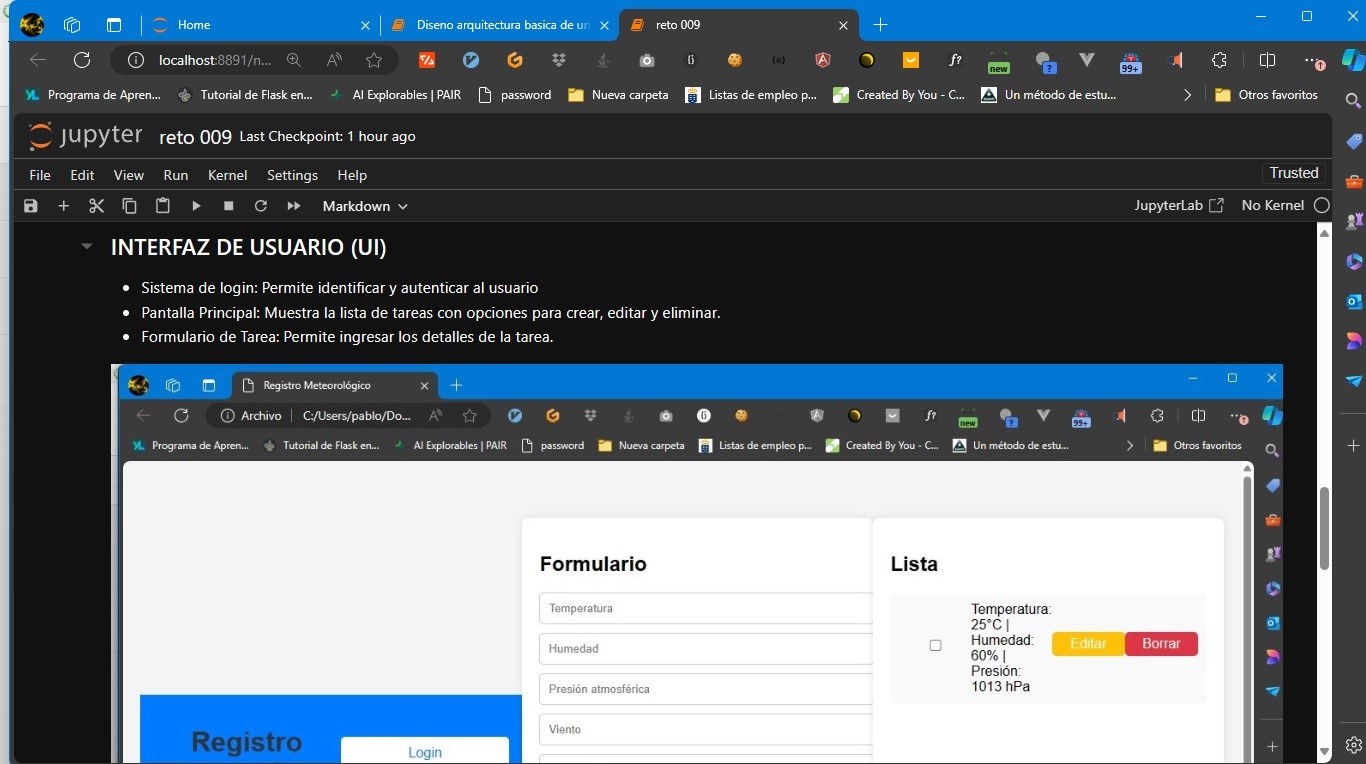 Home
Diseno arquitectura basica de un
reto 009
localhost:8891/n...
new
?
99+
Programa de Apren...
Tutorial de Flask en...
AI Explorables | PAIR
password
Nueva carpeta
Listas de empleo p...
Created By You - C...
Un método de estu...
Otros favoritos
jupyter reto 009 Last Checkpoint: 1 hour ago
File Edit View Run Kernel Settings Help
Trusted
Markdown
JupyterLab
No Kernel
INTERFAZ DE USUARIO (UI)
• Sistema de login: Permite identificar y autenticar al usuario
• Pantalla Principal: Muestra la lista de tareas con opciones para crear, editar y eliminar.
• Formulario de Tarea: Permite ingresar los detalles de la tarea.
Registro Meteorológico
Archivo
C:/Users/pablo/Do...
new
?
99+
Programa de Apren...
Tutorial de Flask en...
AI Explorables | PAIR
password
Nueva carpeta
Listas de empleo p...
Created By You - C...
Un método de estu...
Otros favoritos
Formulario
Temperatura
Humedad
Presión atmosférica
Viento
Lista
Temperatura:
25°C |
Humedad:
60% |
Presión:
1013 hPa
Editar
Borrar
Registro
Login